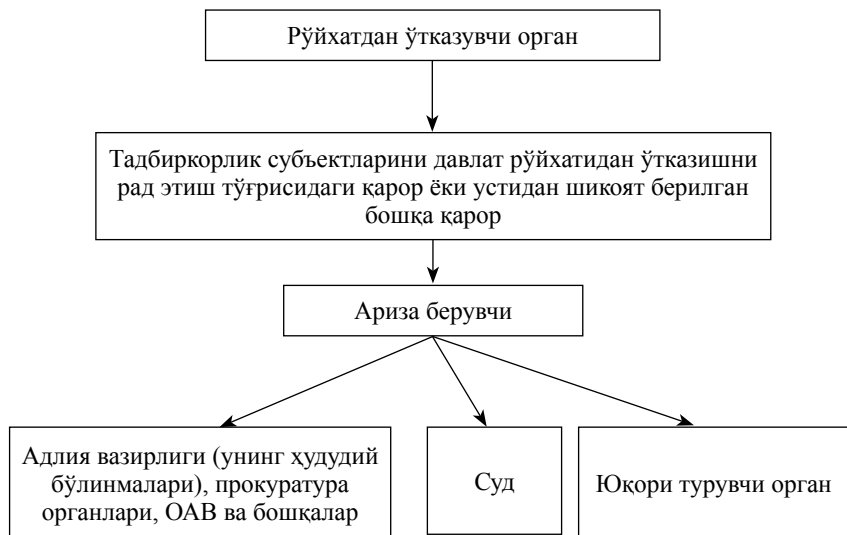 Рўйхатдан ўтказувчи орган
Тадбиркорлик субъектларини давлат рўйхатидан ўтказишни
рад этиш тўғрисидаги қарор ёки устидан шикоят берилган
бошқа қарор
Ариза берувчи
Адлия вазирлиги (унинг ҳудудий
бўлинмалари), прокуратура
органлари, ОАВ ва бошқалар
Суд
Юқори турувчи орган